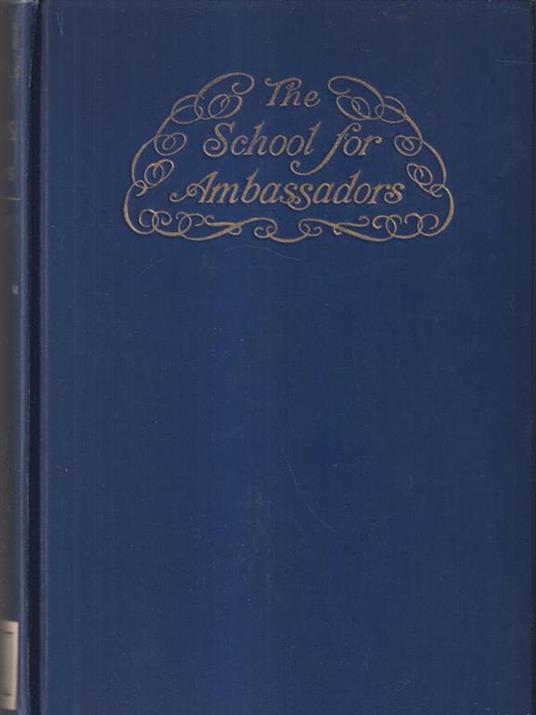 The
School for
Ambassadors